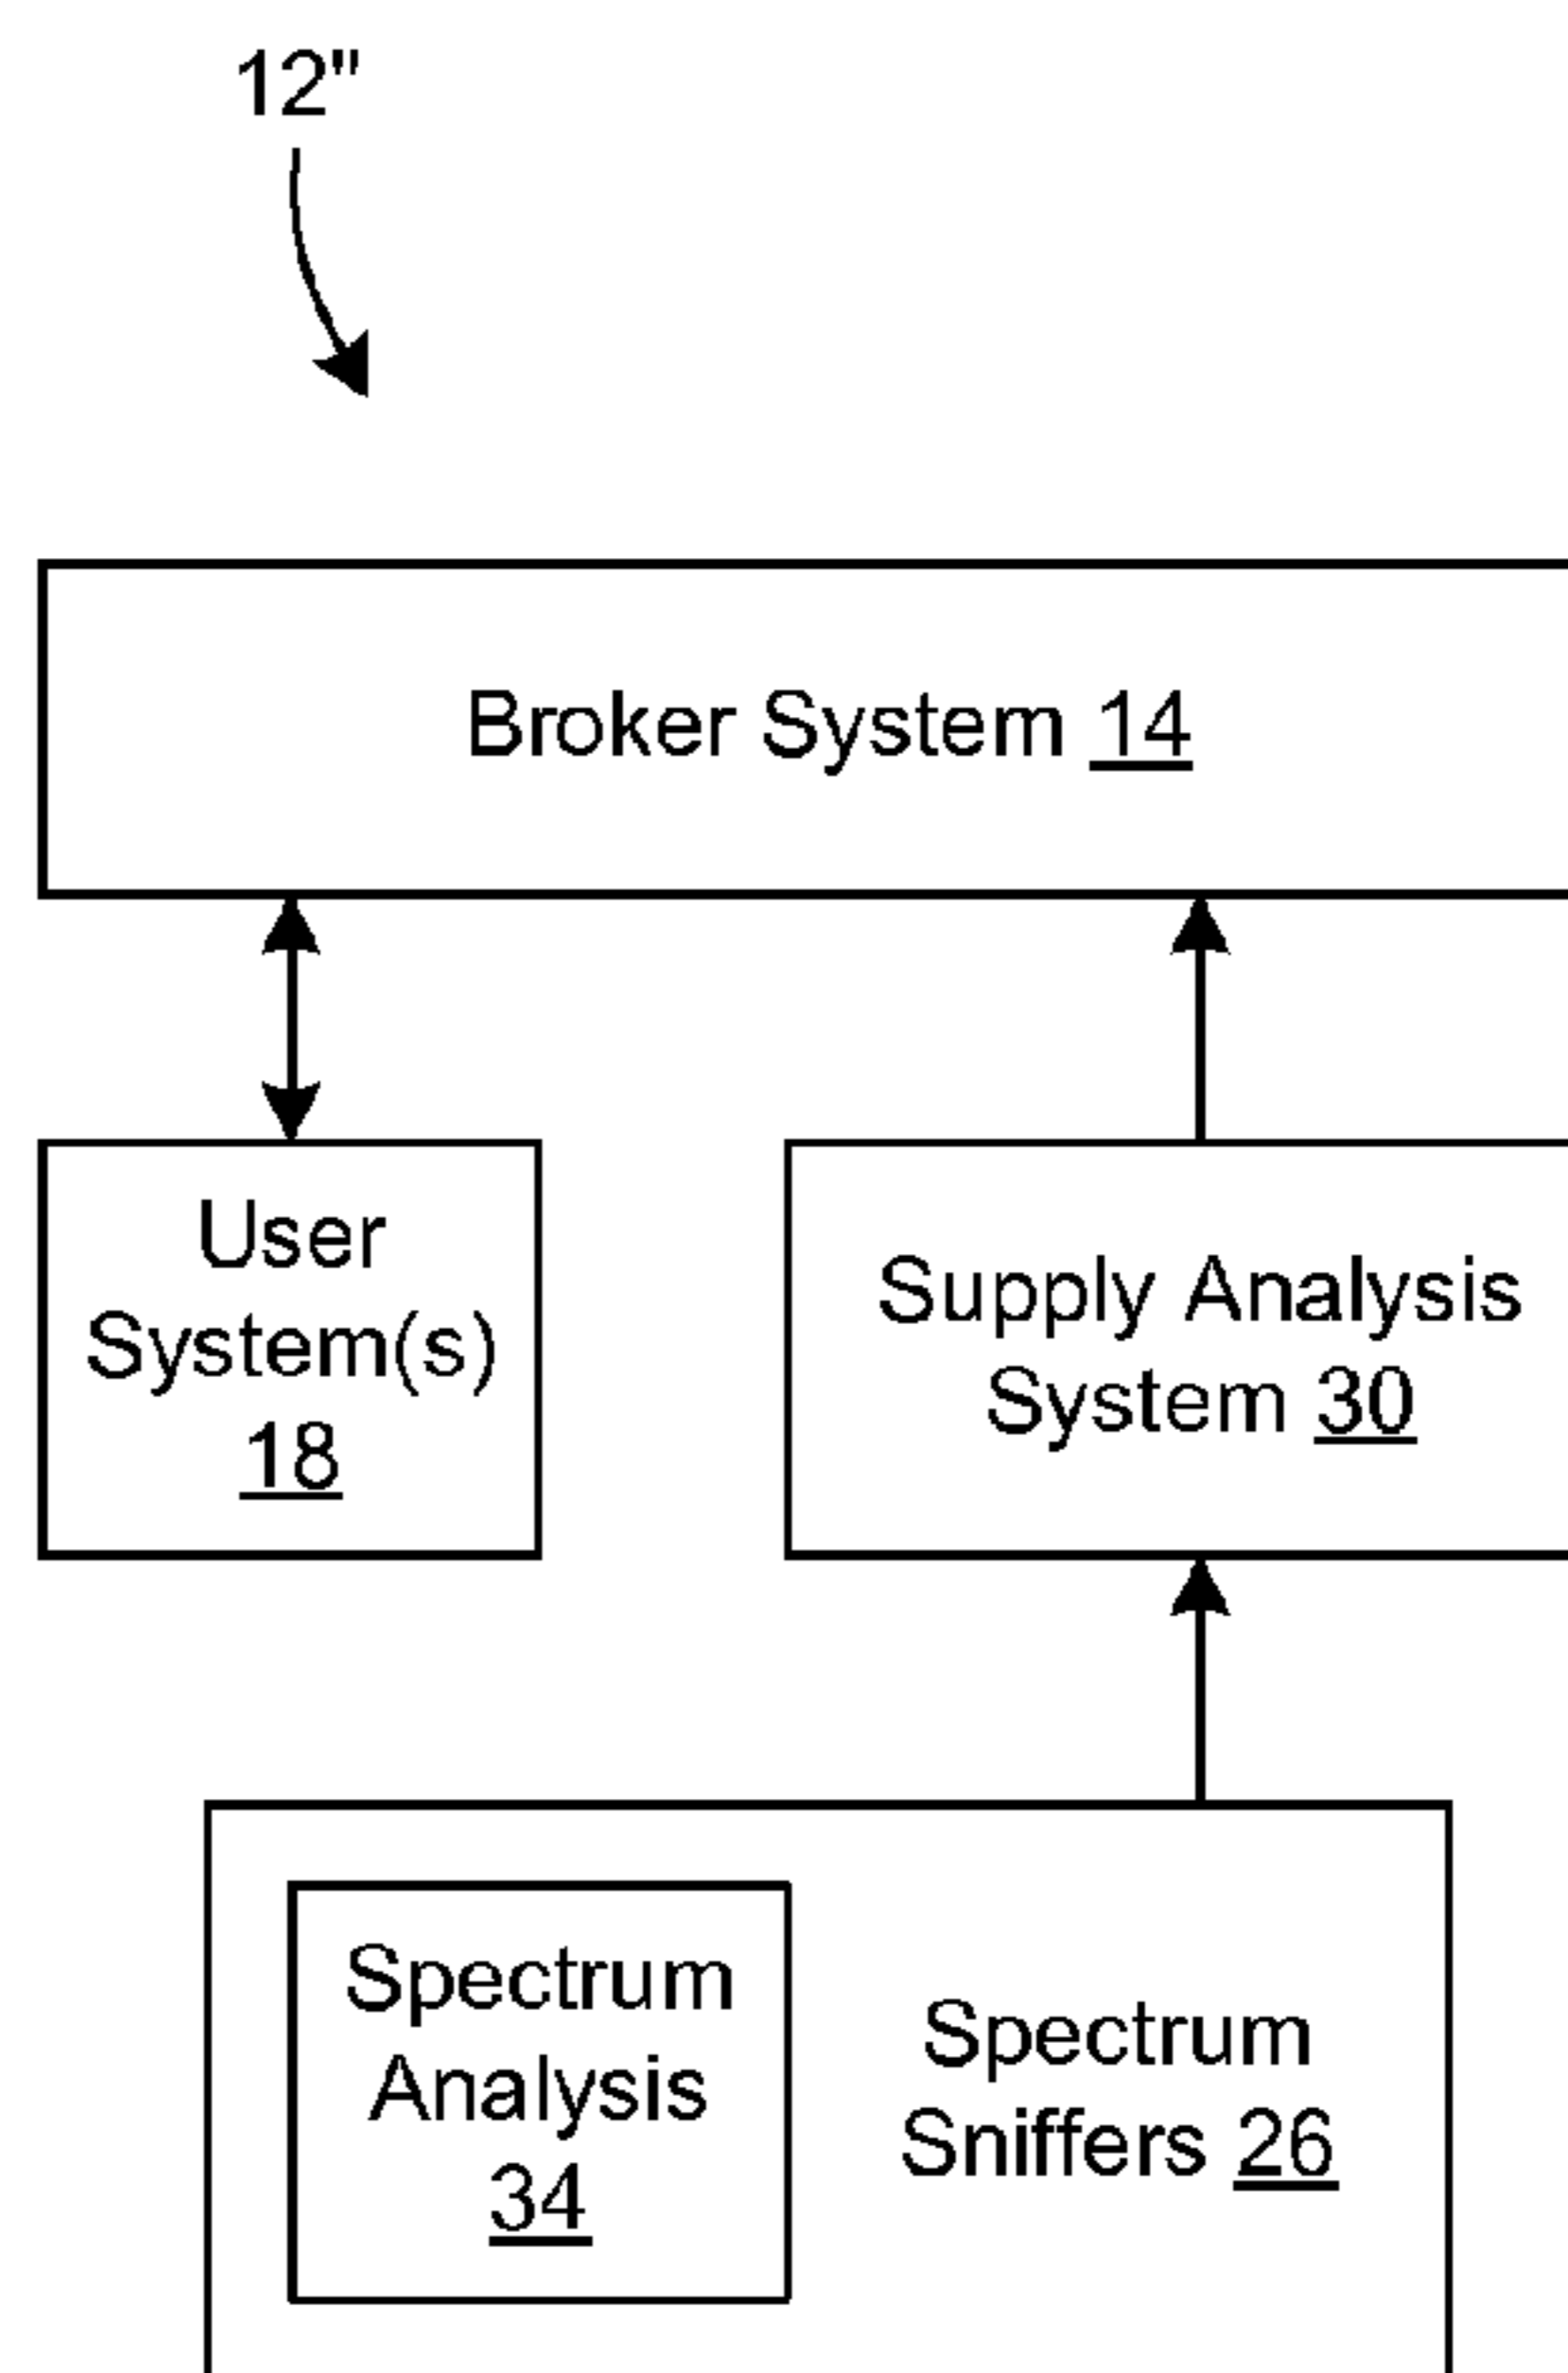 12"
Broker System 14
User
System(s)
18
Supply Analysis
System 30
Spectrum
Analysis
34
Spectrum
Sniffers 26